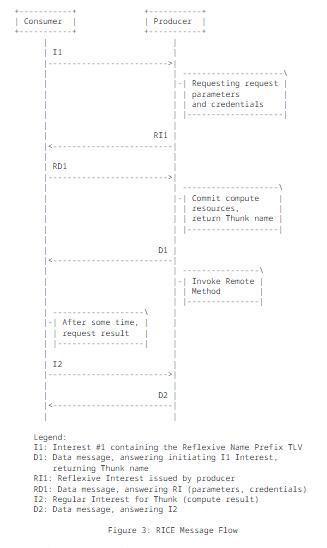 Consumer Producer
I1
Requesting request
parameters
and credentials
RI1
RD1
Commit compute
resources,
return Thunk name
D1
Invoke Remote
Method
After some time,
request result
I2
D2
Legend:
I1: Interest #1 containing the Reflexive Name Prefix TLV
D1: Data message, answering initiating I1 Interest,
returning Thunk name
RI1: Reflexive Interest issued by producer
RD1: Data message, answering RI (parameters, credentials)
I2: Regular Interest for Thunk (compute result)
D2: Data message, answering I2
Figure 3: RICE Message Flow